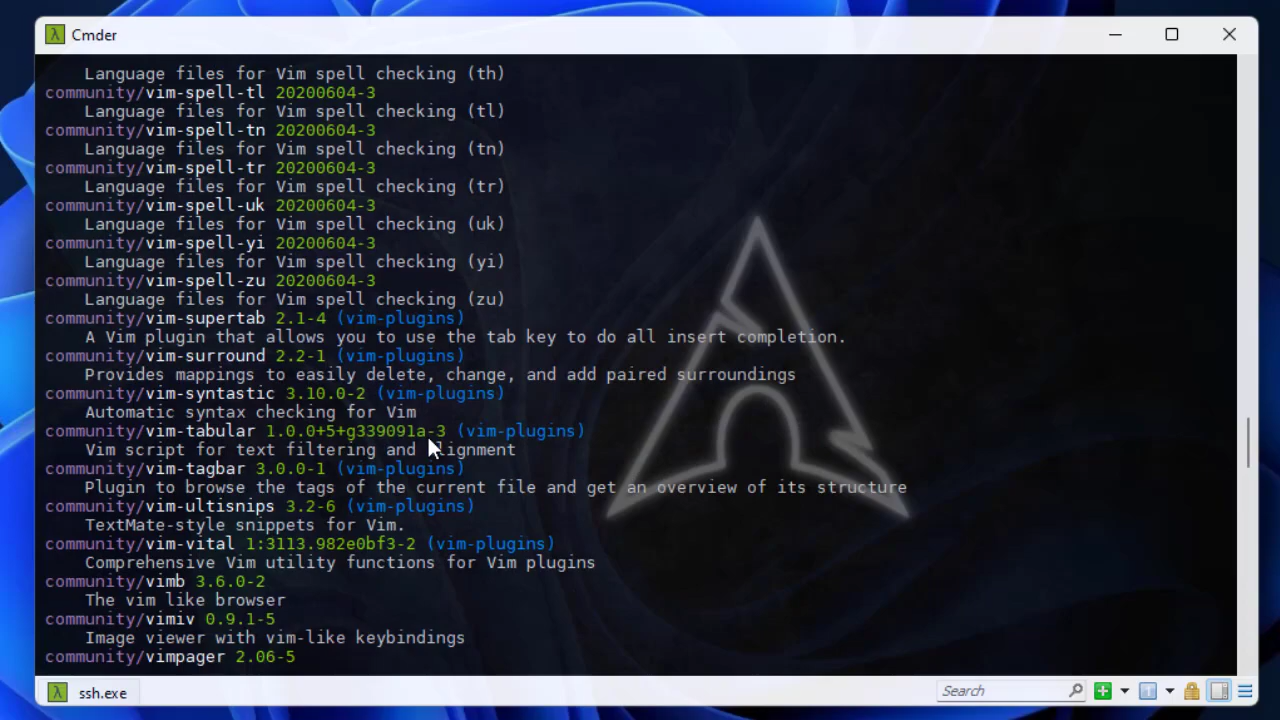 Cmder
Language files for Vim spell checking (th)
community/vim-spell-tl 20200604-3
Language files for Vim spell checking (tl)
community/vim-spell-tn 20200604-3
Language files for Vim spell checking (tn)
community/vim-spell-tr 20200604-3
Language files for Vim spell checking (tr)
community/vim-spell-uk 20200604-3
Language files for Vim spell checking (uk)
community/vim-spell-yi 20200604-3
Language files for Vim spell checking (yi)
community/vim-spell-zu 20200604-3
Language files for Vim spell checking (zu)
community/vim-supertab 2.1-4 (vim-plugins)
A Vim plugin that allows you to use the tab key to do all insert completion.
community/vim-surround 2.2-1 (vim-plugins)
Provides mappings to easily delete, change, and add paired surroundings
community/vim-syntastic 3.10.0-2 (vim-plugins)
Automatic syntax checking for Vim
community/vim-tabular 1.0.0+5+g339091a-3 (vim-plugins)
Vim script for text filtering and alignment
community/vim-tagbar 3.0.0-1 (vim-plugins)
Plugin to browse the tags of the current file and get an overview of its structure
community/vim-ultisnips 3.2-6 (vim-plugins)
TextMate-style snippets for Vim.
community/vim-vital 1:3113.982e0bf3-2 (vim-plugins)
Comprehensive Vim utility functions for Vim plugins
community/vimb 3.6.0-2
The vim like browser
community/vimiv 0.9.1-5
Image viewer with vim-like keybindings
community/vimpager 2.06-5
λ ssh.exe
Search